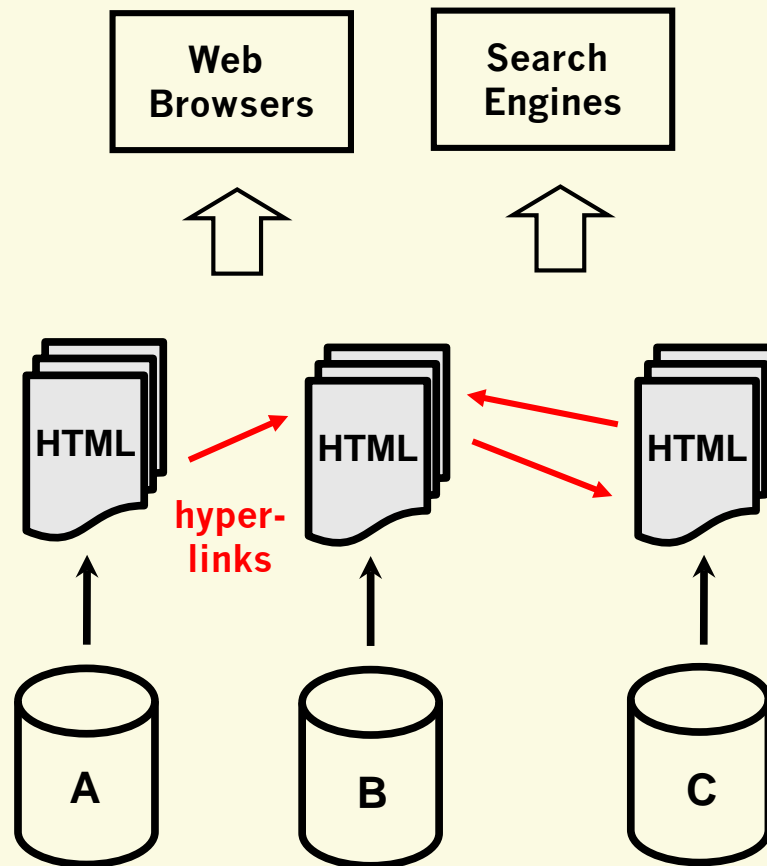 Web
Browsers
Search
Engines
HTML
HTML
HTML
hyper-
links
A
B
C